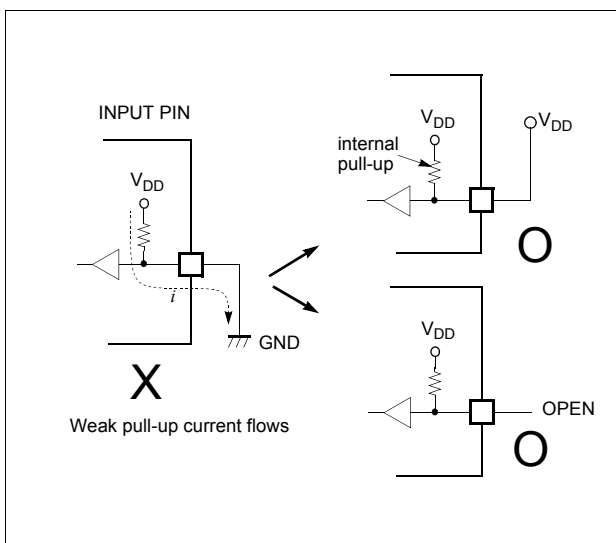 INPUT PIN
VDD
i
GND
X
Weak pull-up current flows
VDD
internal
pull-up
VDD
O
VDD
OPEN
O